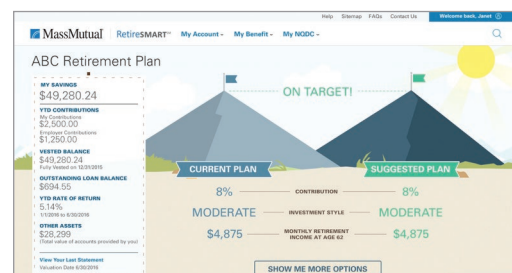 Help Sitemap FAQs Contact Us Welcome back, Janet
MassMutual RetireSMART℠ My Account My Benefit My NQDC
ABC Retirement Plan
MY SAVINGS
$49,280.24
YTD CONTRIBUTIONS
My Contributions
$2,500.00
Employer Contributions
$1,250.00
VESTED BALANCE
$49,280.24
Fully Vested on 12/31/2015
OUTSTANDING LOAN BALANCE
$694.55
YTD RATE OF RETURN
5.14%
1/1/2016 to 6/30/2016
OTHER ASSETS
$28,299
(Total value of accounts provided by you)
View Your Last Statement
Valuation Date 6/30/2016
ON TARGET!
CURRENT PLAN SUGGESTED PLAN
8% CONTRIBUTION 8%
MODERATE INVESTMENT STYLE MODERATE
$4,875 MONTHLY RETIREMENT INCOME AT AGE 62 $4,875
SHOW ME MORE OPTIONS